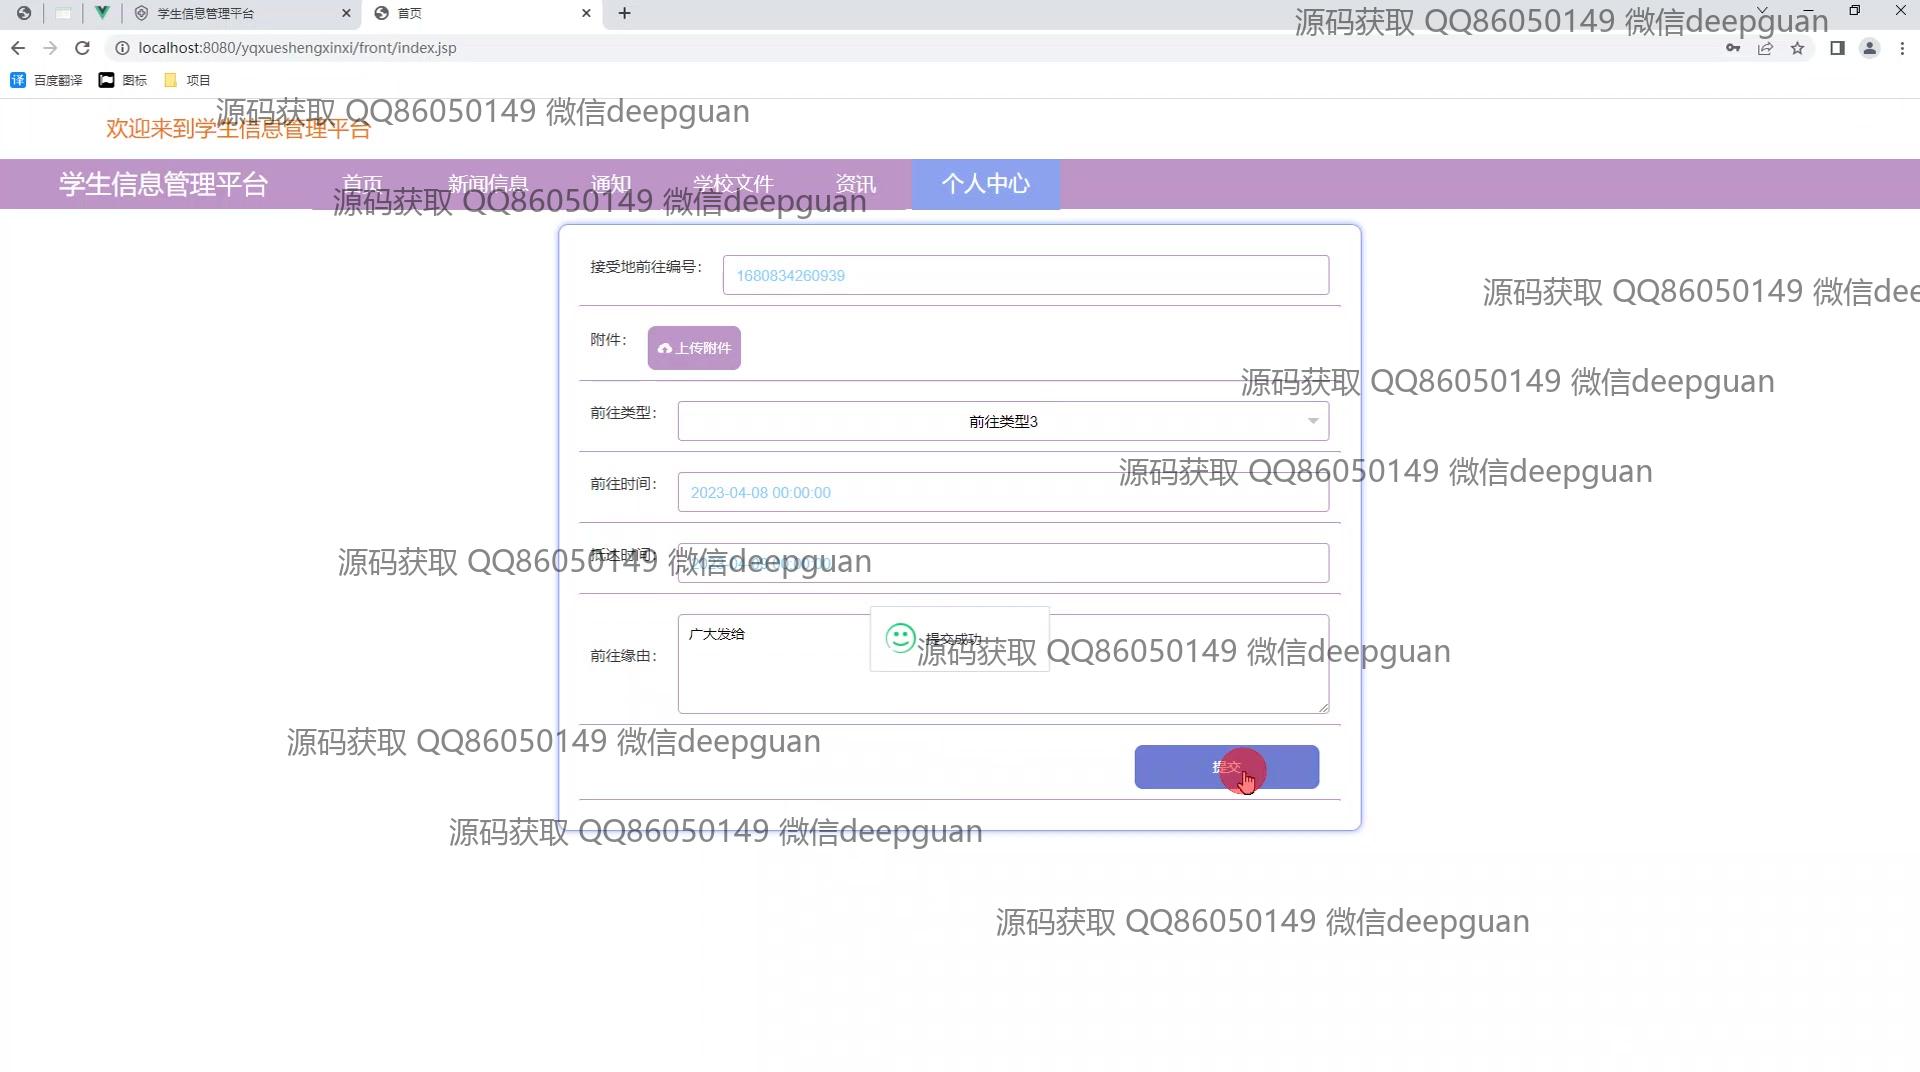 学生信息管理平台
首页
源码获取 QQ86050149 微信deepguan
localhost:8080/yqxueshengxinxi/front/index.jsp
百度翻译 图标 项目
源码获取 QQ86050149 微信deepguan
欢迎来到学生信息管理平台
学生信息管理平台 首页 新闻信息 通知 学校文件 资讯 个人中心
源码获取 QQ86050149 微信deepguan
接受地前往编号： 1680834260939
源码获取 QQ86050149 微信dee
附件： 上传附件
源码获取 QQ86050149 微信deepguan
前往类型： 前往类型3
源码获取 QQ86050149 微信deepguan
前往时间： 2023-04-08 00:00:00
抵达时间：
源码获取 QQ86050149 微信deepguan
前往缘由： 广大发给
提交成功
源码获取 QQ86050149 微信deepguan
源码获取 QQ86050149 微信deepguan
提交
源码获取 QQ86050149 微信deepguan
源码获取 QQ86050149 微信deepguan